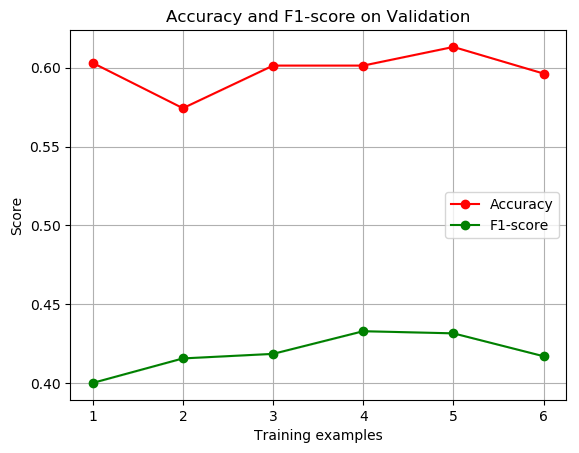 Accuracy and F1-score on Validation
0.60
0.55
0.50
0.45
0.40
Score
Accuracy
F1-score
1 2 3 4 5 6
Training examples